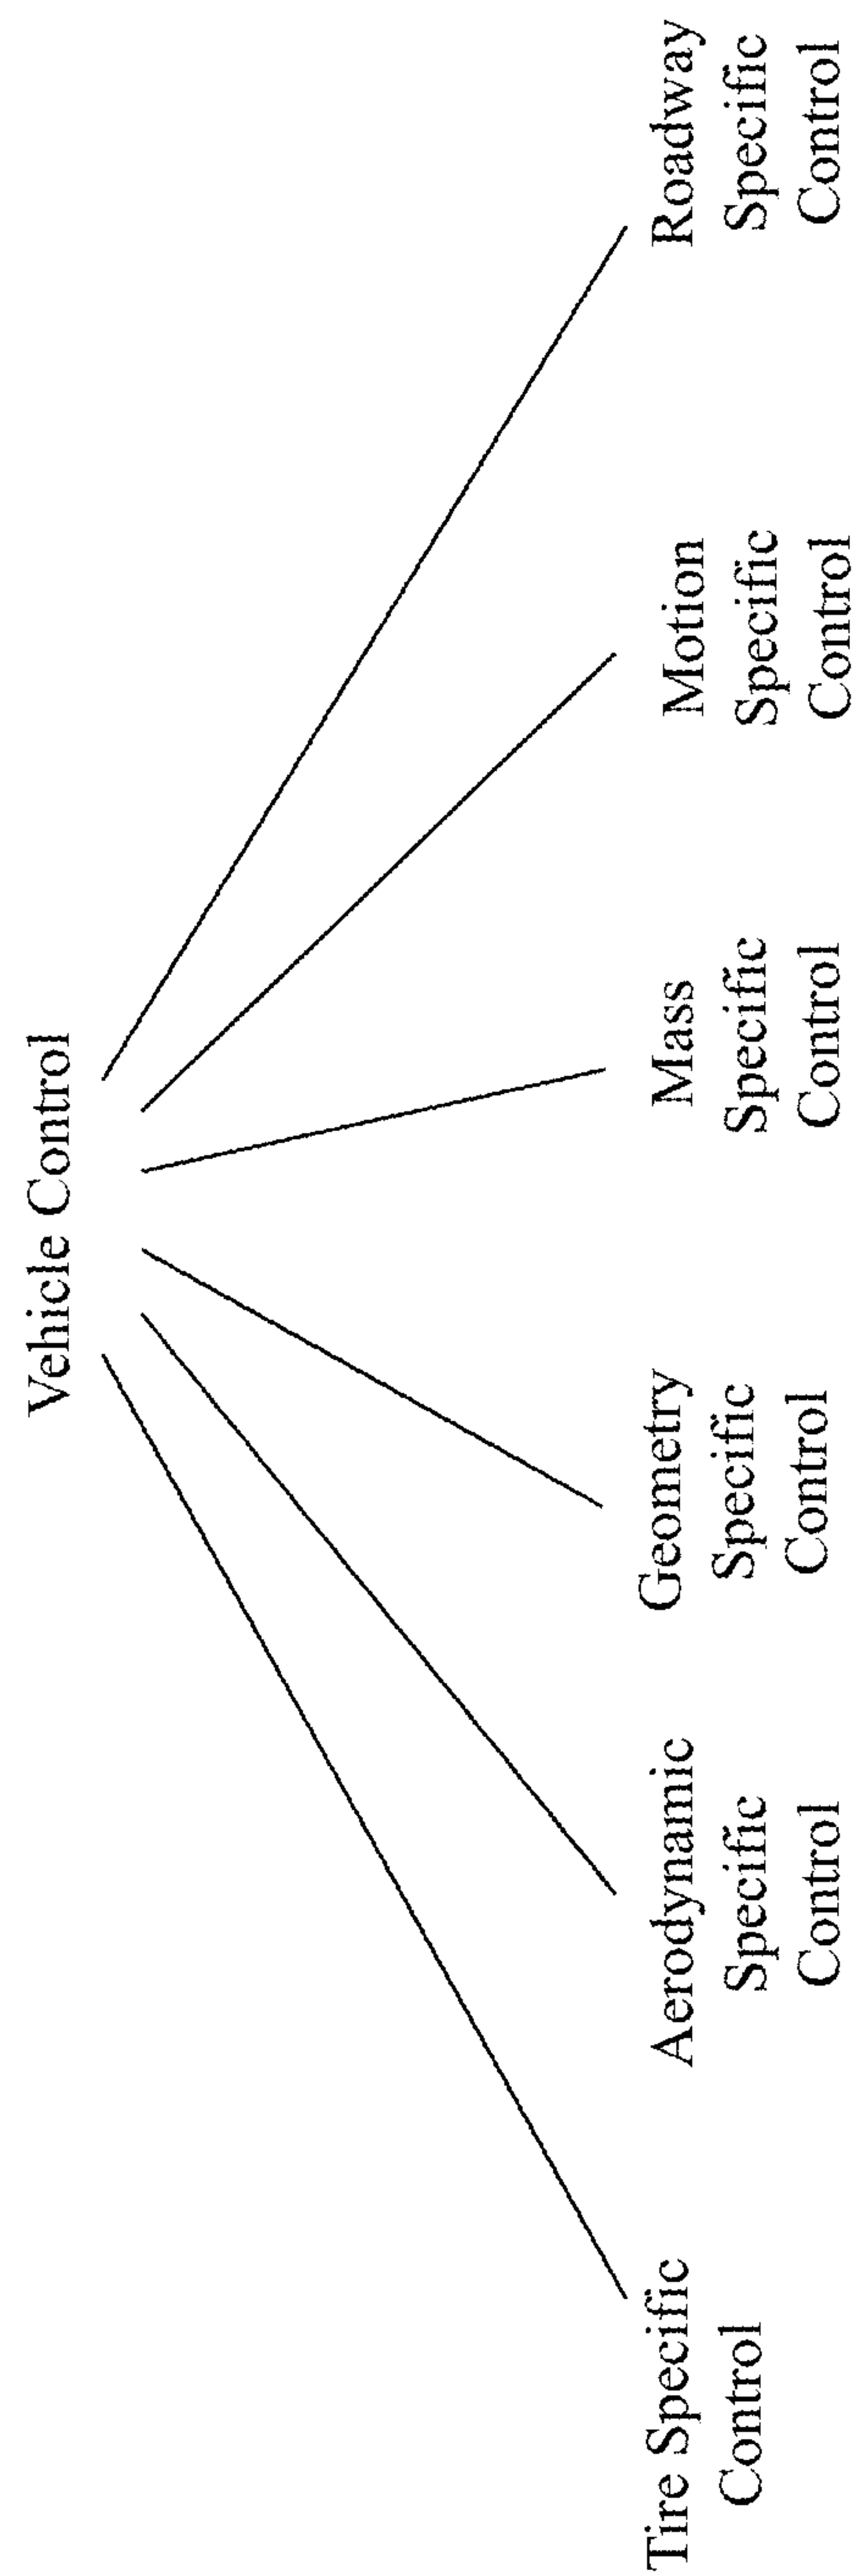 Vehicle Control
Tire Specific
Control
Aerodynamic
Specific
Control
Geometry
Specific
Control
Mass
Specific
Control
Motion
Specific
Control
Roadway
Specific
Control